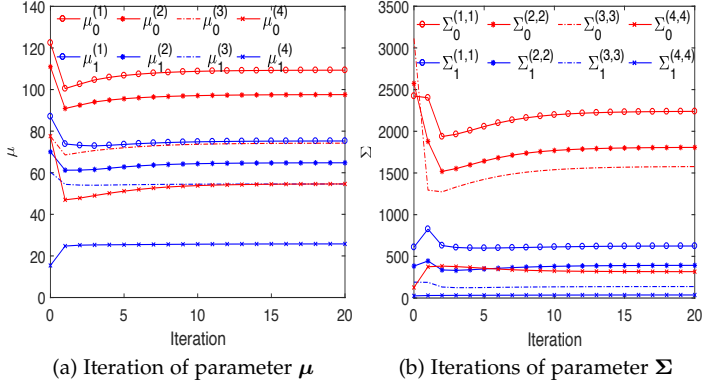 140
120
100
80
60
40
20
0
μ
μ₀⁽¹⁾ μ₀⁽²⁾ μ₀⁽³⁾ μ₀⁽⁴⁾
μ₁⁽¹⁾ μ₁⁽²⁾ μ₁⁽³⁾ μ₁⁽⁴⁾
0 5 10 15 20
Iteration
(a) Iteration of parameter μ
3500
3000
2500
2000
1500
1000
500
0
Σ
Σ₀⁽¹,¹⁾ Σ₀⁽²,²⁾ Σ₀⁽³,³⁾ Σ₀⁽⁴,⁴⁾
Σ₁⁽¹,¹⁾ Σ₁⁽²,²⁾ Σ₁⁽³,³⁾ Σ₁⁽⁴,⁴⁾
0 5 10 15 20
Iteration
(b) Iterations of parameter Σ